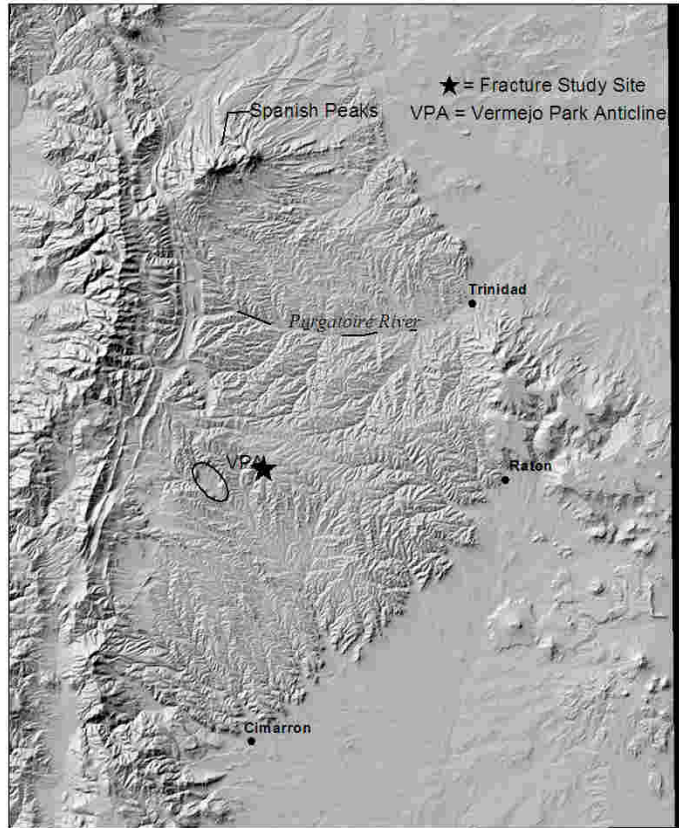 ★ = Fracture Study Site
Spanish Peaks
VPA = Vermejo Park Anticline
Trinidad
Purgatoire River
VPA
Raton
Cimarron